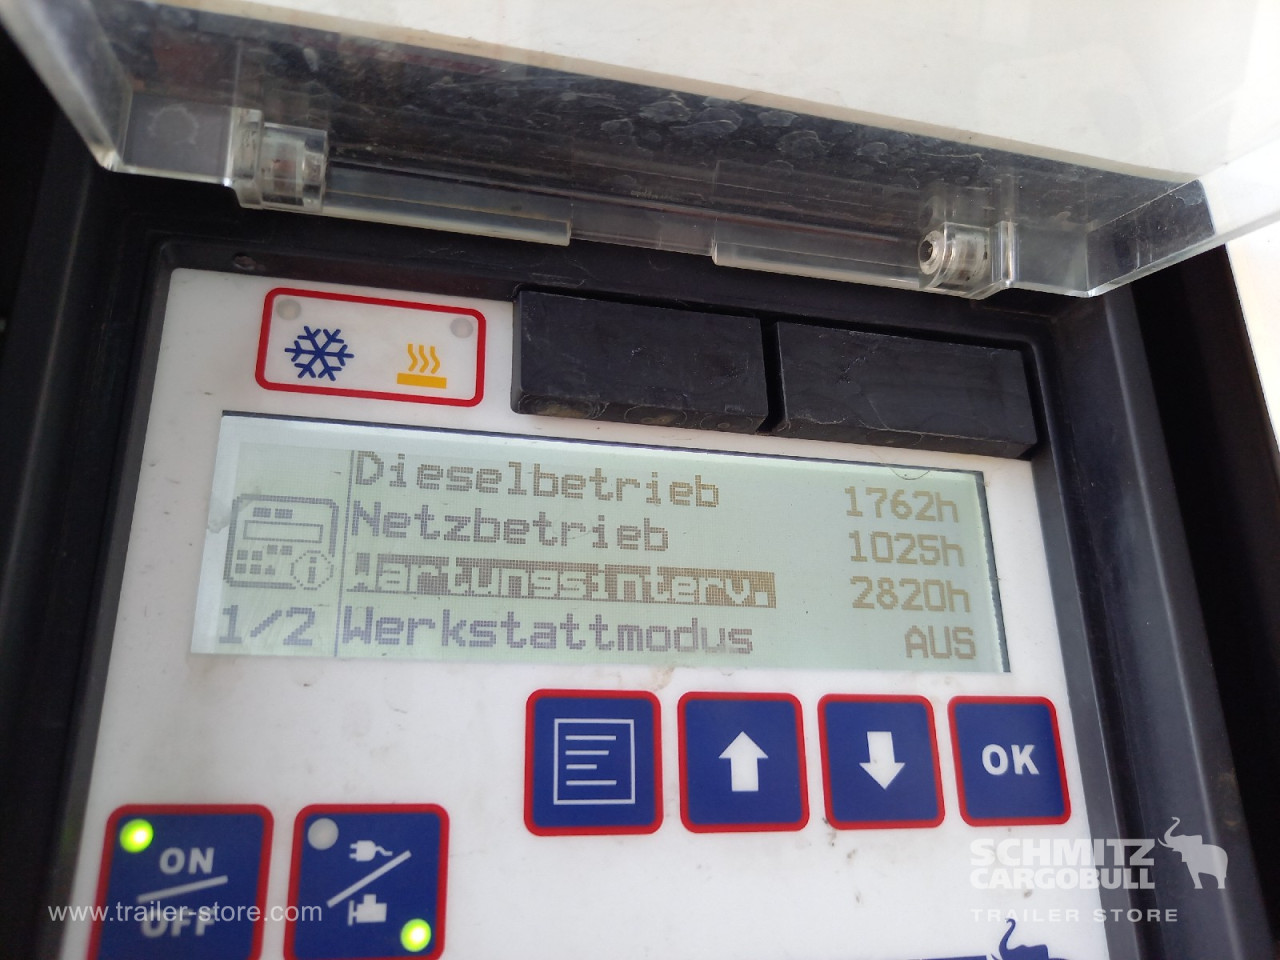 Dieselbetrieb 1762h
Netzbetrieb 1025h
Wartungsinterv. 2820h
1/2 Werkstattmodus AUS
OK
ON
OFF
www.trailer-store.com
SCHMITZ
CARGOBULL
TRAILER STORE